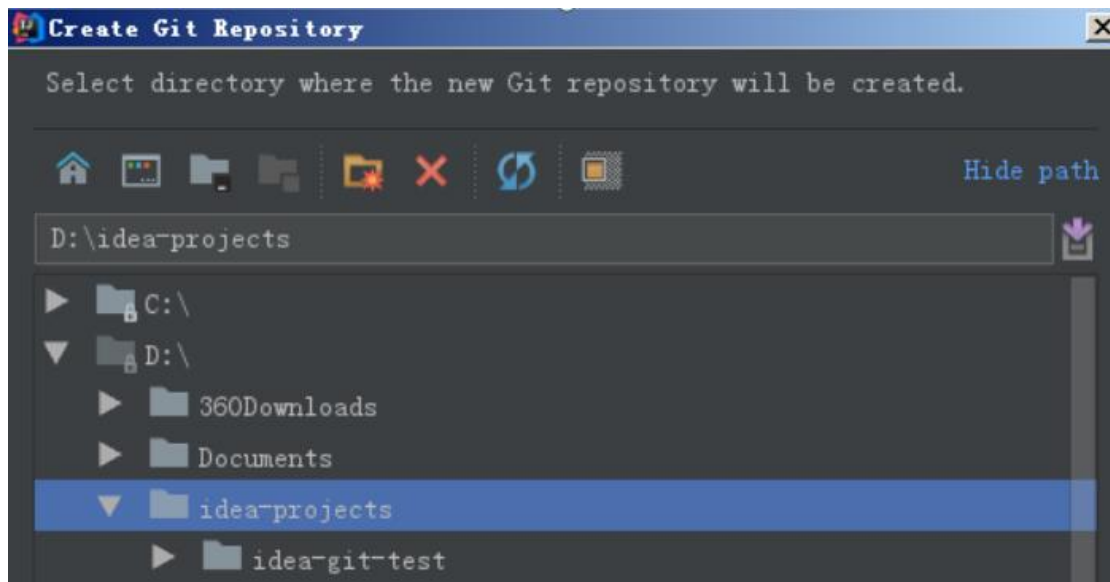 Create Git Repository
Select directory where the new Git repository will be created.
Hide path
D:\idea-projects
C:\
D:\
360Downloads
Documents
idea-projects
idea-git-test